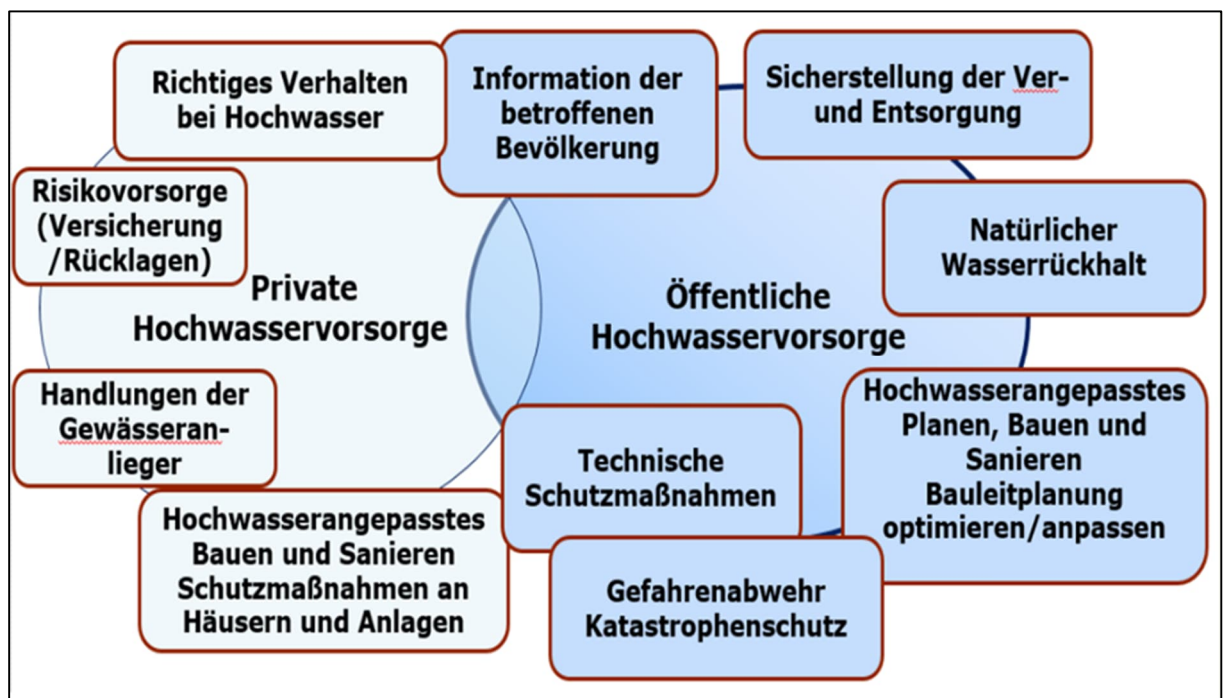 Richtiges Verhalten
bei Hochwasser
Information der
betroffenen
Bevölkerung
Sicherstellung der Ver-
und Entsorgung
Risikovorsorge
(Versicherung
/Rücklagen)
Natürlicher
Wasserrückhalt
Private
Hochwasservorsorge
Öffentliche
Hochwasservorsorge
Handlungen der
Gewässeran-
lieger
Technische
Schutzmaßnahmen
Hochwasserangepasstes
Planen, Bauen und
Sanieren
Bauleitplanung
optimieren/anpassen
Hochwasserangepasstes
Bauen und Sanieren
Schutzmaßnahmen an
Häusern und Anlagen
Gefahrenabwehr
Katastrophenschutz